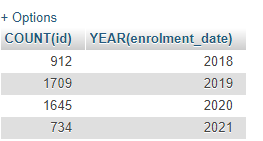 + Options
COUNT(id) YEAR(enrolment_date)
912 2018
1709 2019
1645 2020
734 2021